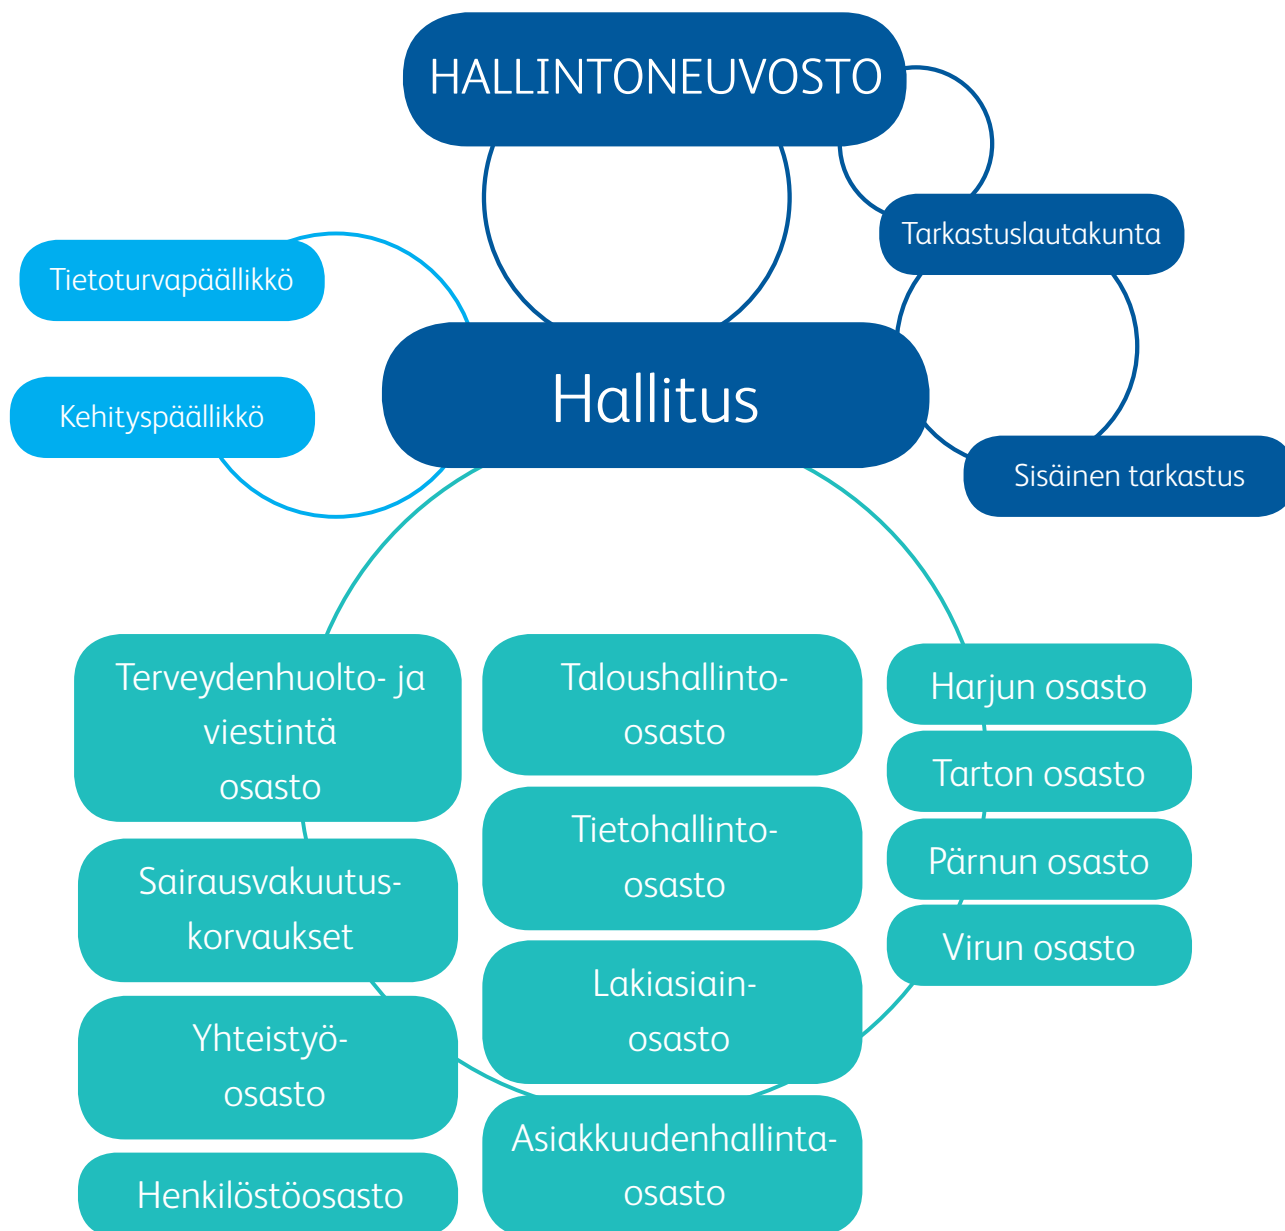 HALLINTONEUVOSTO
Tarkastuslautakunta
Tietoturvapäällikkö
Hallitus
Kehityspäällikkö
Sisäinen tarkastus
Terveydenhuolto- ja
viestintä
osasto
Sairausvakuutus-
korvaukset
Yhteistyö-
osasto
Henkilöstöosasto
Taloushallinto-
osasto
Tietohallinto-
osasto
Lakiasiain-
osasto
Asiakkuudenhallinta-
osasto
Harjun osasto
Tarton osasto
Pärnun osasto
Virun osasto